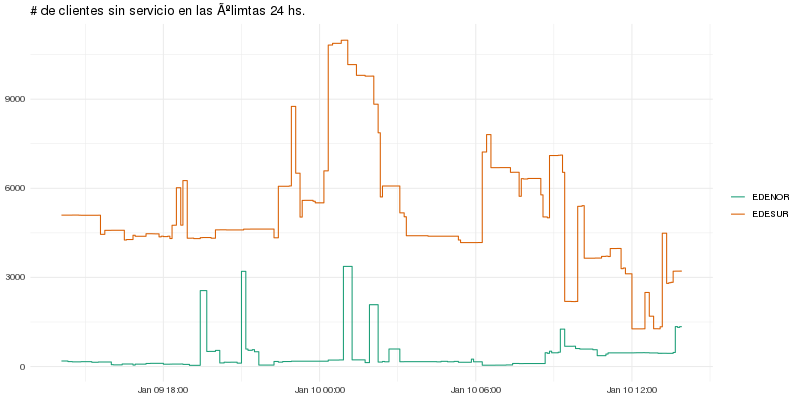 # de clientes sin servicio en las Ãºlimtas 24 hs.
9000
6000
3000
0
Jan 09 18:00
Jan 10 00:00
Jan 10 06:00
Jan 10 12:00
EDENOR
EDESUR